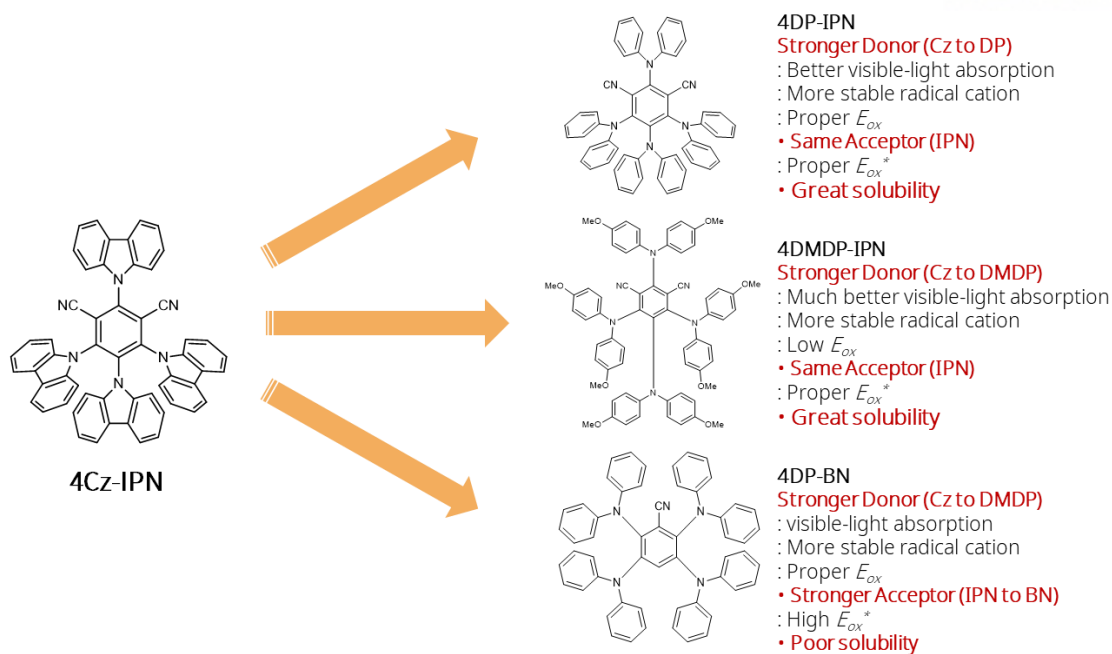 4Cz-IPN
NC
CN
N
N
N
N
4DP-IPN
Stronger Donor (Cz to DP)
: Better visible-light absorption
: More stable radical cation
: Proper Eox
• Same Acceptor (IPN)
: Proper Eox*
• Great solubility
N
CN
CN
N
N
N
4DMDP-IPN
Stronger Donor (Cz to DMDP)
: Much better visible-light absorption
: More stable radical cation
: Low Eox
• Same Acceptor (IPN)
: Proper Eox*
• Great solubility
MeO
OMe
N
NC
CN
MeO
OMe
N
N
MeO
OMe
N
MeO
OMe
4DP-BN
Stronger Donor (Cz to DMDP)
: visible-light absorption
: More stable radical cation
: Proper Eox
• Stronger Acceptor (IPN to BN)
: High Eox*
• Poor solubility
N
CN
N
N
N